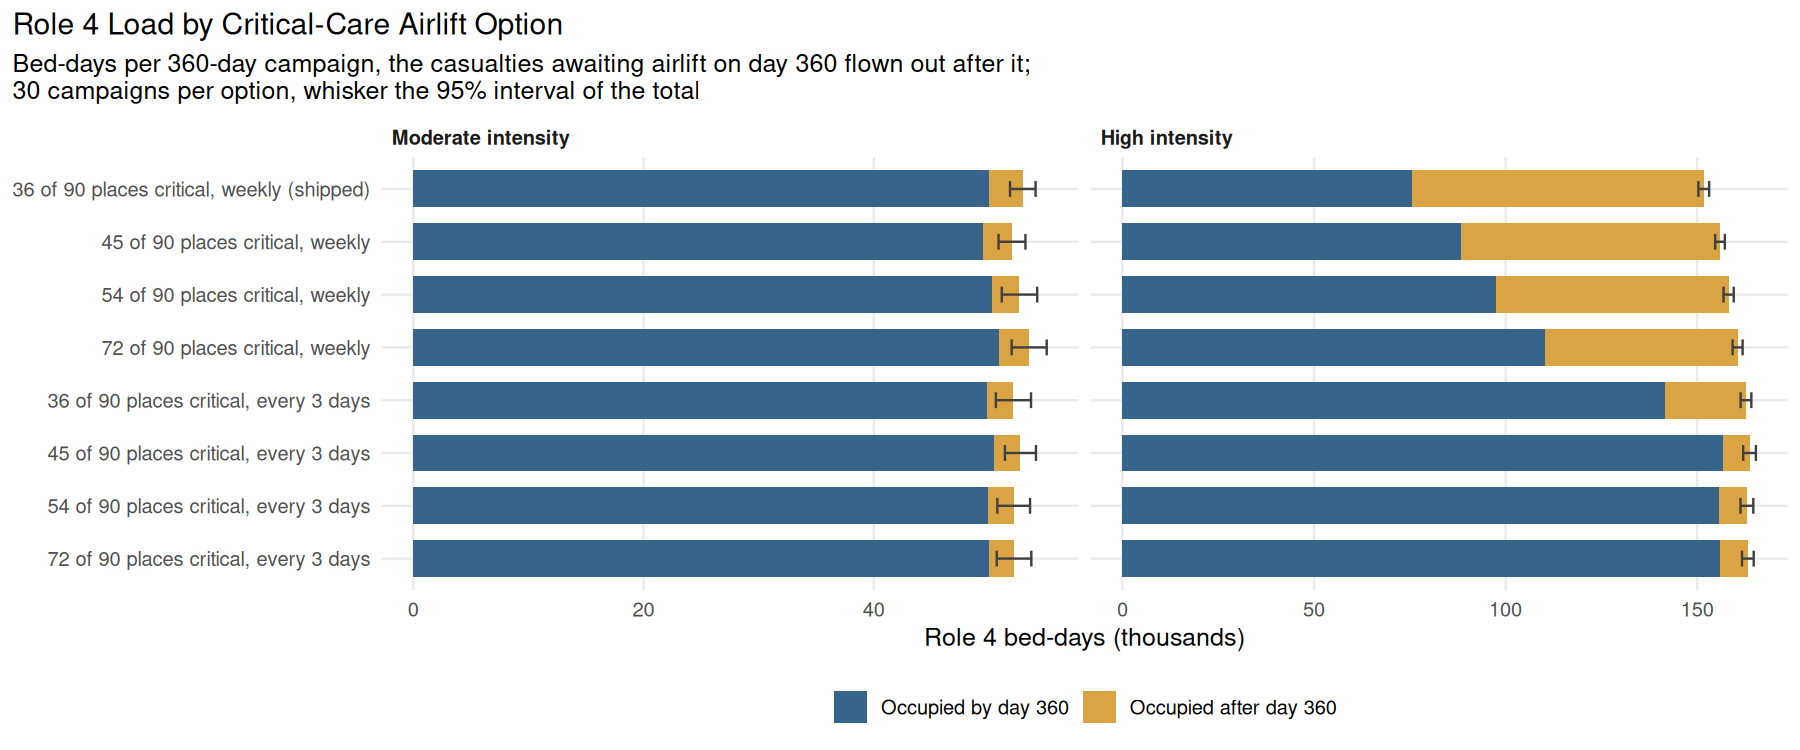 Role 4 Load by Critical-Care Airlift Option
Bed-days per 360-day campaign, the casualties awaiting airlift on day 360 flown out after it;
30 campaigns per option, whisker the 95% interval of the total
Moderate intensity
High intensity
36 of 90 places critical, weekly (shipped)
45 of 90 places critical, weekly
54 of 90 places critical, weekly
72 of 90 places critical, weekly
36 of 90 places critical, every 3 days
45 of 90 places critical, every 3 days
54 of 90 places critical, every 3 days
72 of 90 places critical, every 3 days
0 20 40
0 50 100 150
Role 4 bed-days (thousands)
Occupied by day 360
Occupied after day 360